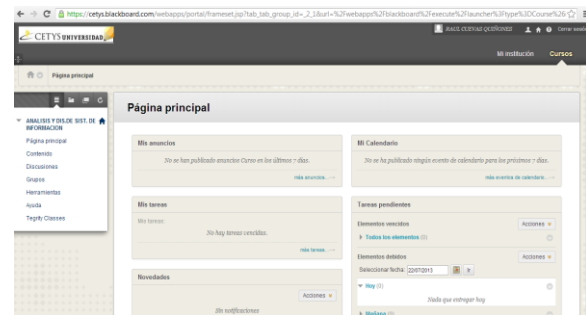 https://cetys.blackboard.com/webapps/portal/frameset.jsp?tab_tab_group_id=_2_1&url=%2Fwebapps%2Fblackboard%2Fexecute%2Flauncher%3Ftype%3DCourse%26
CETYS UNIVERSIDAD
RAUL CUEVAS QUIÑONES
Cerrar sesión
Mi institución
Cursos
Página principal
ANALISIS Y DIS.DE SIST. DE INFORMACION
Página principal
Contenido
Discusiones
Grupos
Herramientas
Ayuda
Tegrity Classes
Página principal
Mis anuncios
No se han publicado anuncios Curso en los últimos 7 días.
más anuncios...
Mis tareas
Mis tareas:
No hay tareas vencidas.
más tareas...
Novedades
Acciones
Sin notificaciones
Mi Calendario
No se ha publicado ningún evento de calendario para los próximos 7 días.
más eventos de calendario...
Tareas pendientes
Elementos vencidos
Acciones
Todos los elementos (0)
Elementos debidos
Acciones
Seleccionar fecha: 22/07/2013
Hoy (0)
Nada que entregar hoy
Mañana (0)